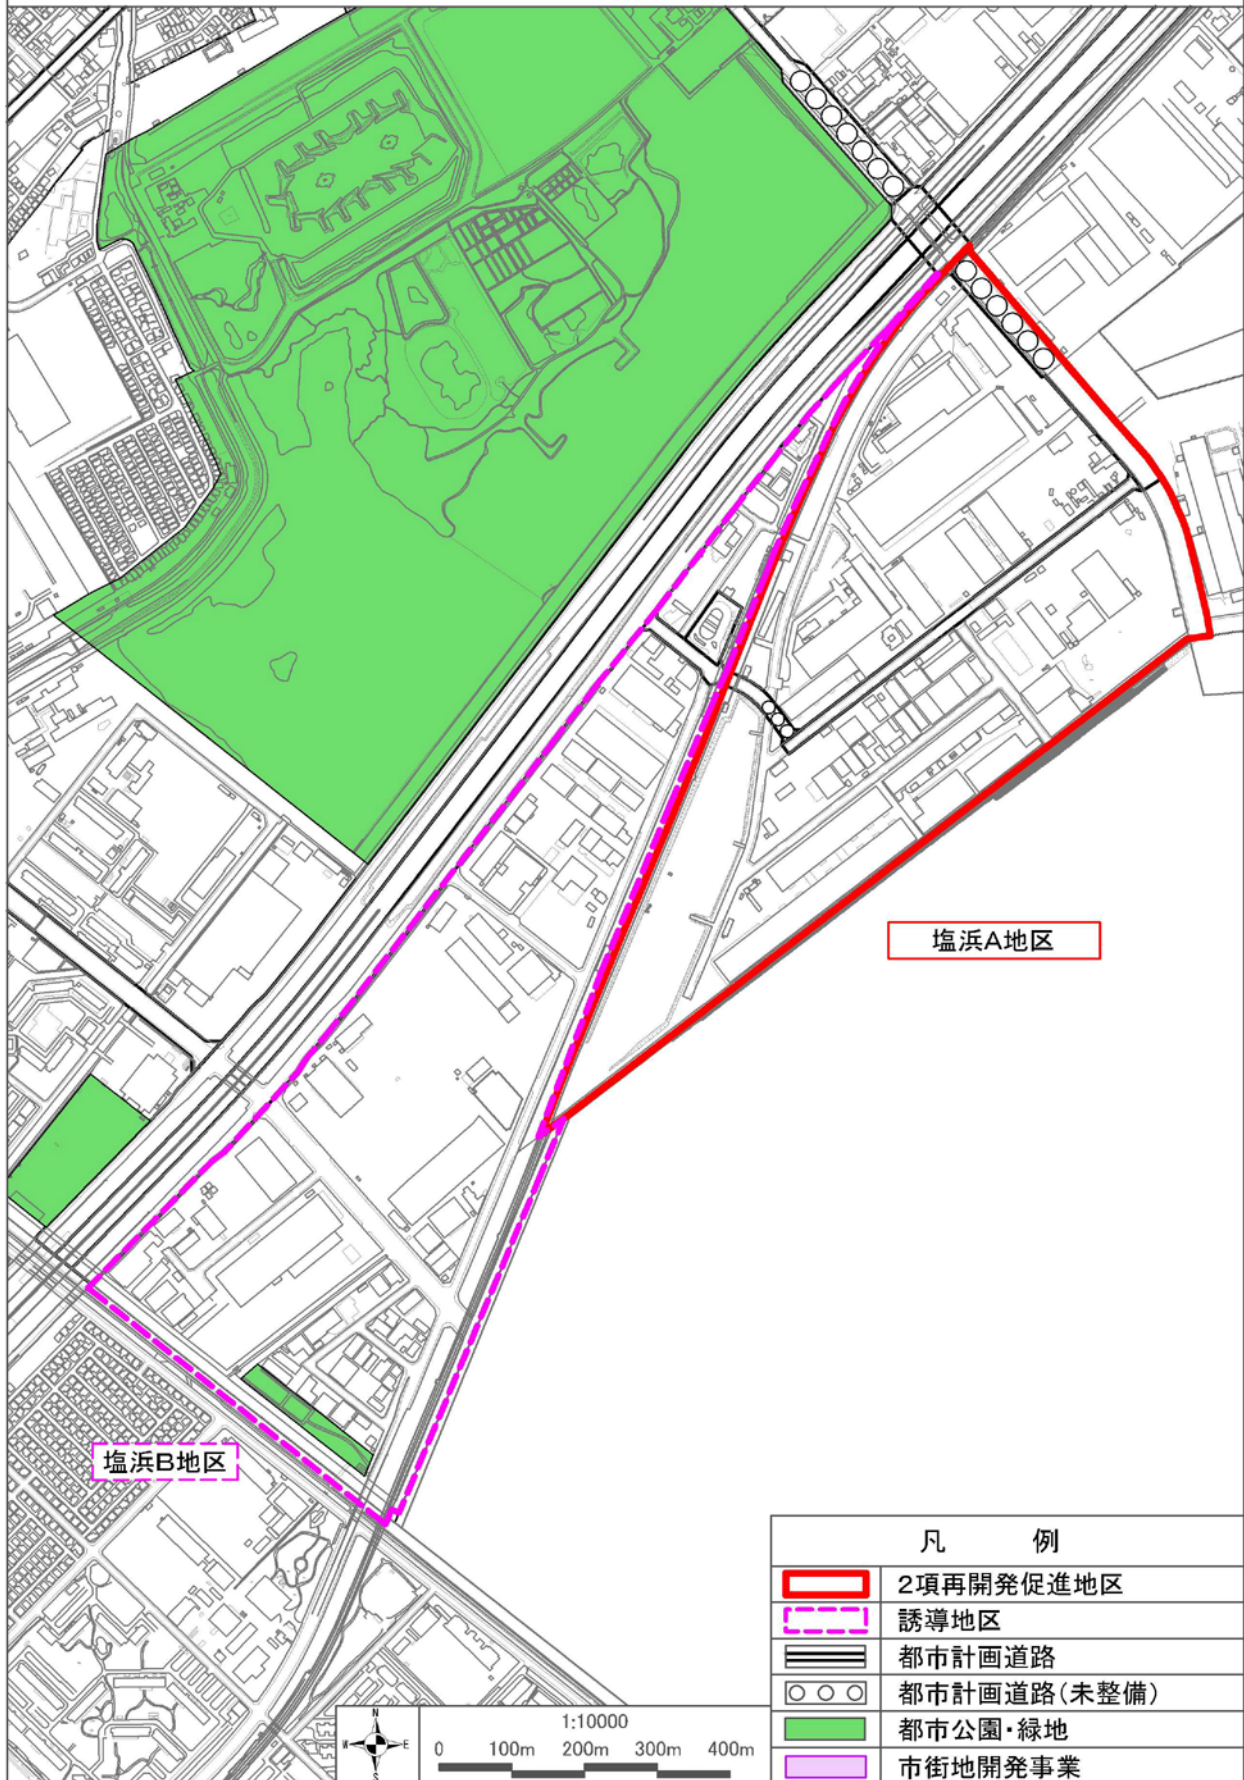 塩浜A地区
塩浜B地区
凡 例
2項再開発促進地区
誘導地区
都市計画道路
都市計画道路(未整備)
都市公園・緑地
市街地開発事業
N
W E
S
1:10000
0 100m 200m 300m 400m